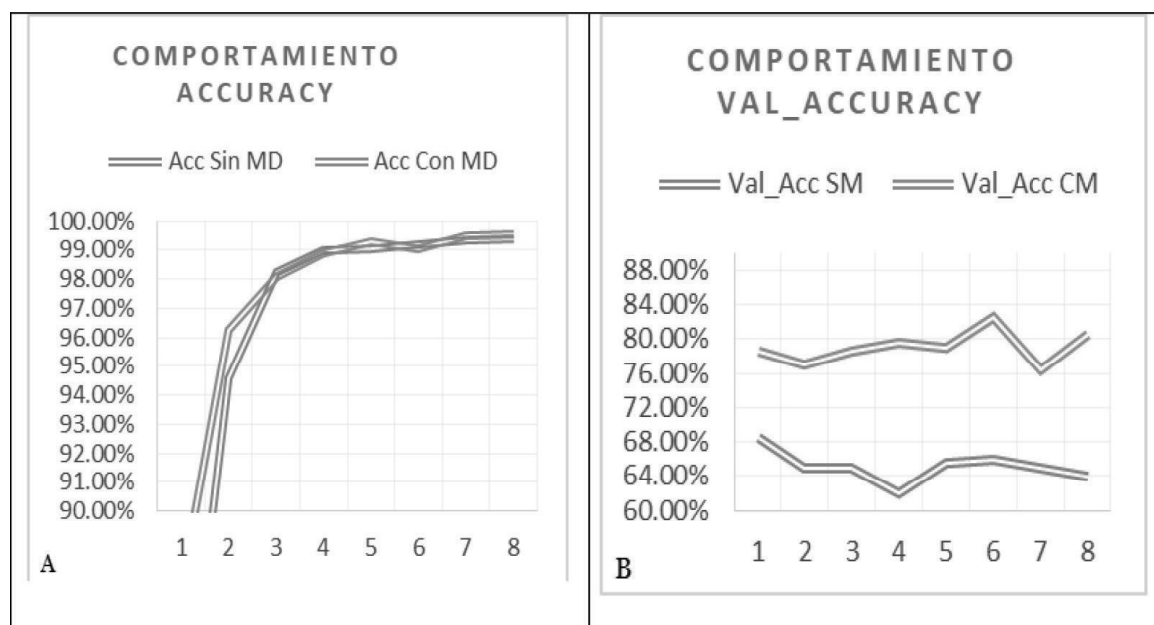 COMPORTAMIENTO
ACCURACY
Acc Sin MD Acc Con MD
100.00%
99.00%
98.00%
97.00%
96.00%
95.00%
94.00%
93.00%
92.00%
91.00%
90.00%
1 2 3 4 5 6 7 8
A
COMPORTAMIENTO
VAL_ACCURACY
Val_Acc SM Val_Acc CM
88.00%
84.00%
80.00%
76.00%
72.00%
68.00%
64.00%
60.00%
1 2 3 4 5 6 7 8
B